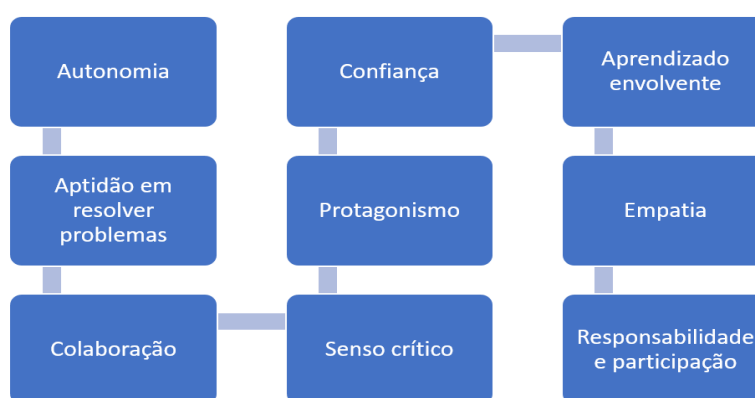 Autonomia
Aptidão em
resolver
problemas
Colaboração
Senso crítico
Protagonismo
Confiança
Aprendizado
envolvente
Empatia
Responsabilidade
e participação